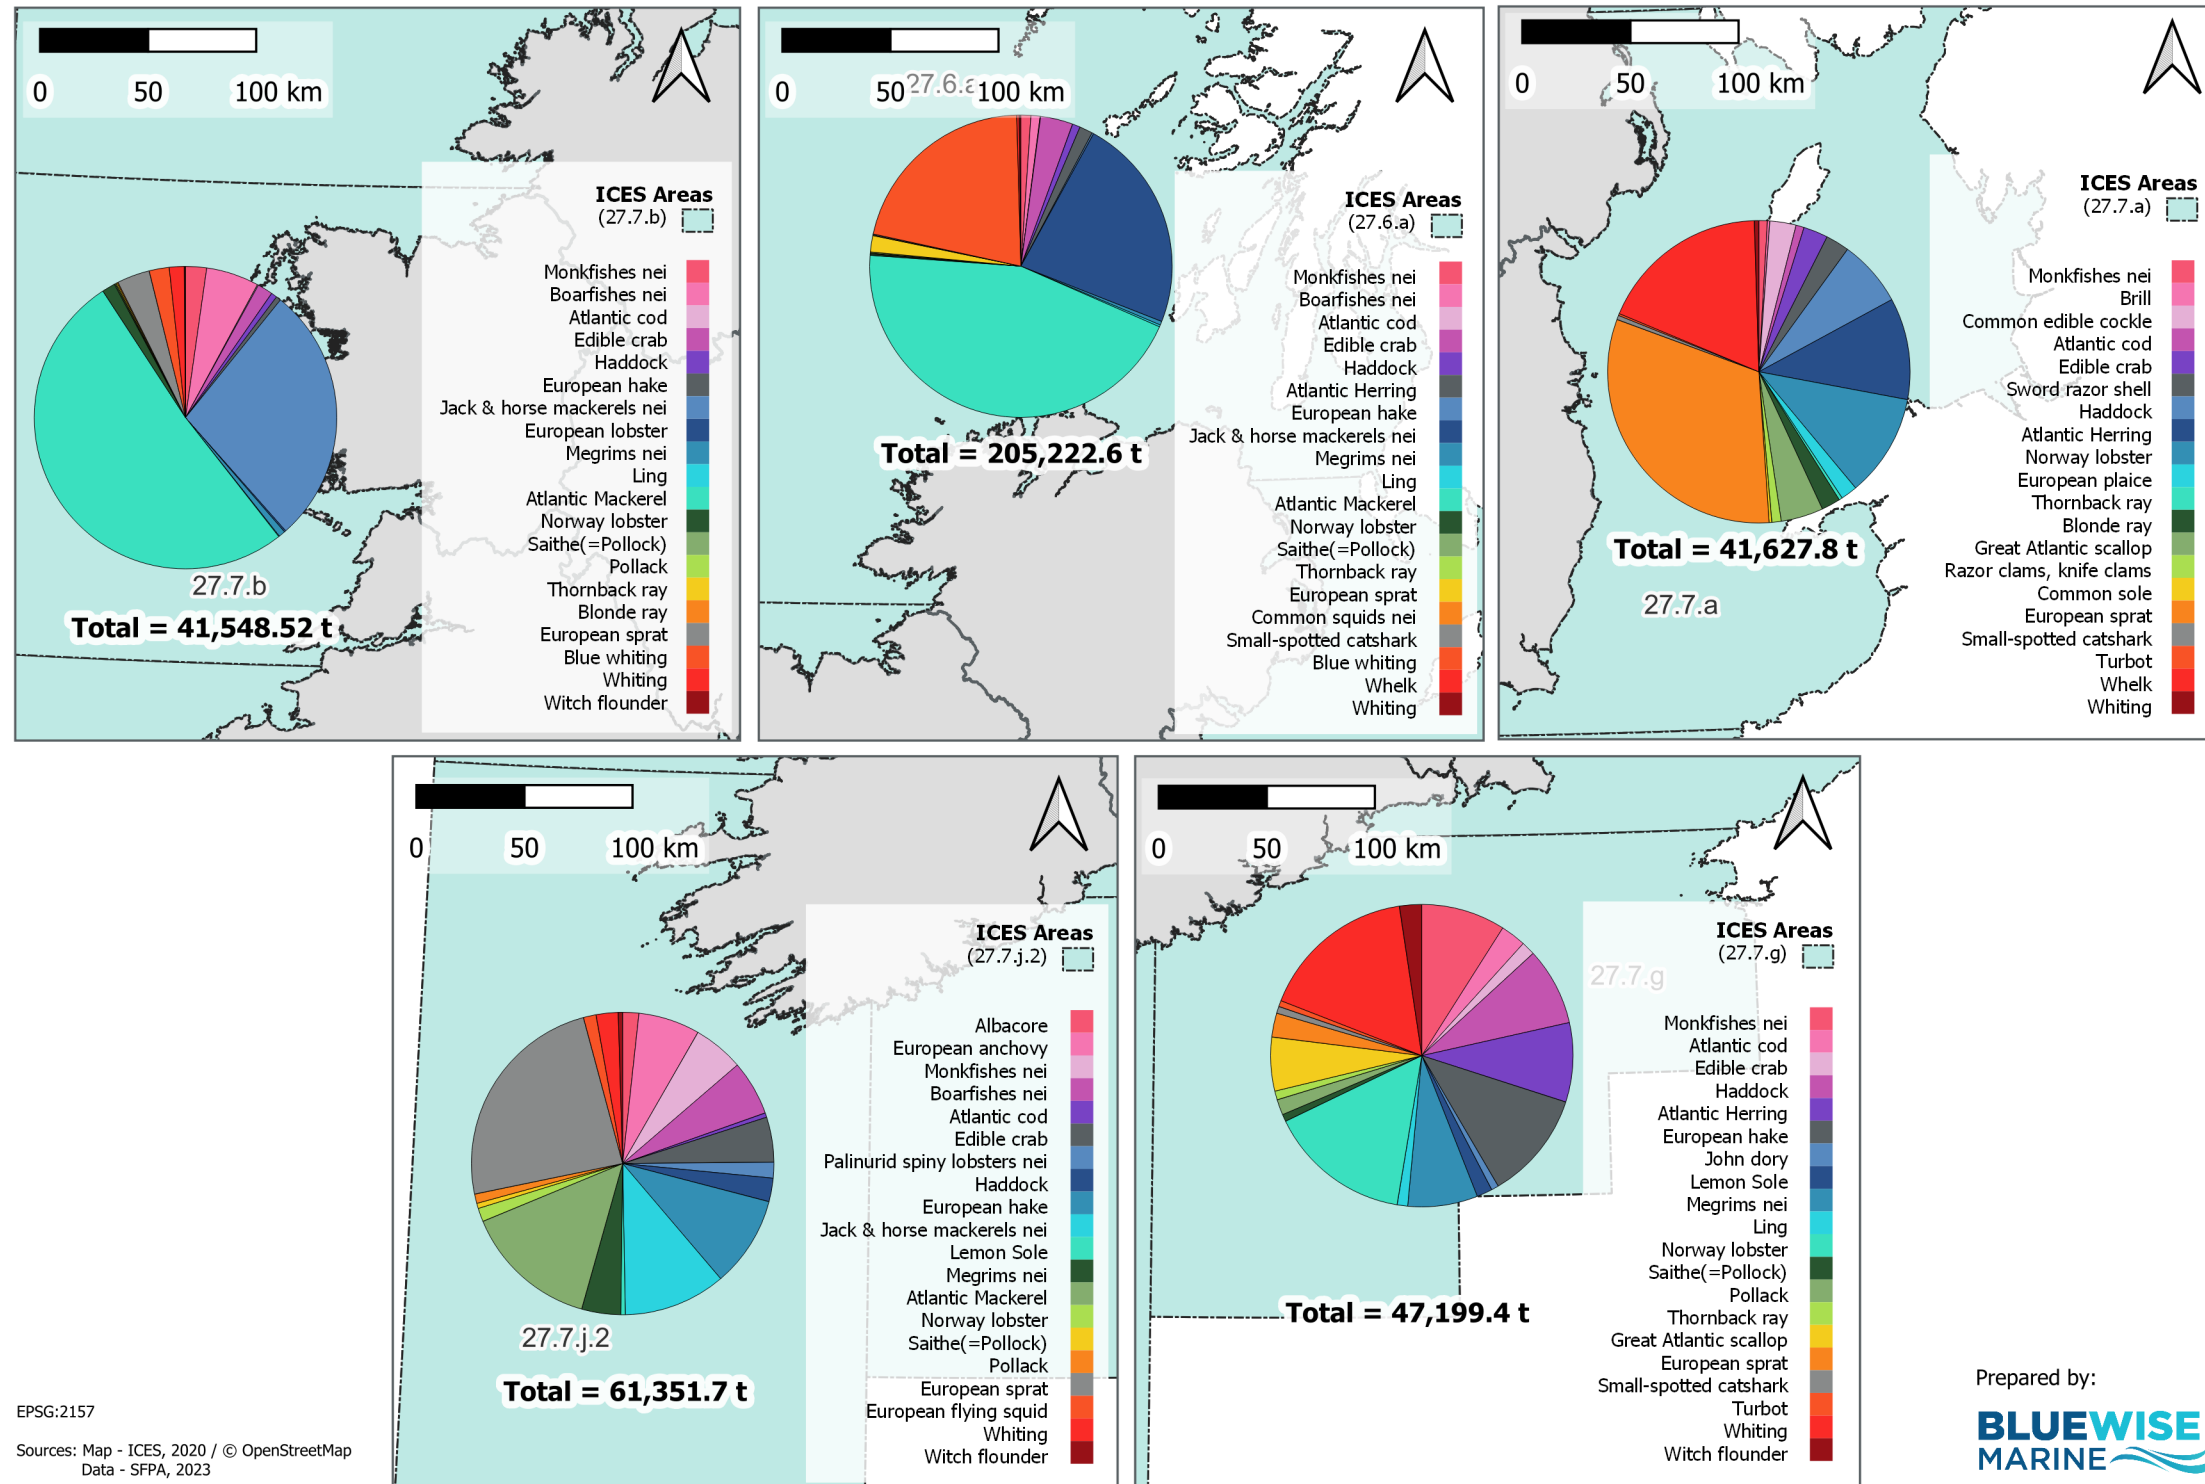 0 50 100 km
ICES Areas
(27.7.b)
Monkfishes nei
Boarfishes nei
Atlantic cod
Edible crab
Haddock
European hake
Jack & horse mackerels nei
European lobster
Megrims nei
Ling
Atlantic Mackerel
Norway lobster
Saithe(=Pollock)
Pollack
Thornback ray
Blonde ray
European sprat
Blue whiting
Whiting
Witch flounder
27.7.b
Total = 41,548.52 t
27.6.a
0 50 100 km
ICES Areas
(27.6.a)
Monkfishes nei
Boarfishes nei
Atlantic cod
Edible crab
Haddock
Atlantic Herring
European hake
Jack & horse mackerels nei
Megrims nei
Ling
Atlantic Mackerel
Norway lobster
Saithe(=Pollock)
Thornback ray
European sprat
Common squids nei
Small-spotted catshark
Blue whiting
Whelk
Whiting
Total = 205,222.6 t
0 50 100 km
ICES Areas
(27.7.a)
Monkfishes nei
Brill
Common edible cockle
Atlantic cod
Edible crab
Sword razor shell
Haddock
Atlantic Herring
Norway lobster
European plaice
Thornback ray
Blonde ray
Great Atlantic scallop
Razor clams, knife clams
Common sole
European sprat
Small-spotted catshark
Turbot
Whelk
Whiting
Total = 41,627.8 t
27.7.a
0 50 100 km
ICES Areas
(27.7.j.2)
Albacore
European anchovy
Monkfishes nei
Boarfishes nei
Atlantic cod
Edible crab
Palinurid spiny lobsters nei
Haddock
European hake
Jack & horse mackerels nei
Lemon Sole
Megrims nei
Atlantic Mackerel
Norway lobster
Saithe(=Pollock)
Pollack
European sprat
European flying squid
Whiting
Witch flounder
27.7.j.2
Total = 61,351.7 t
0 50 100 km
ICES Areas
(27.7.g)
27.7.g
Monkfishes nei
Atlantic cod
Edible crab
Haddock
Atlantic Herring
European hake
John dory
Lemon Sole
Megrims nei
Ling
Norway lobster
Saithe(=Pollock)
Pollack
Thornback ray
Great Atlantic scallop
European sprat
Small-spotted catshark
Turbot
Whiting
Witch flounder
Total = 47,199.4 t
EPSG:2157
Sources: Map - ICES, 2020 / © OpenStreetMap
Data - SFPA, 2023
Prepared by:
BLUEWISE
MARINE